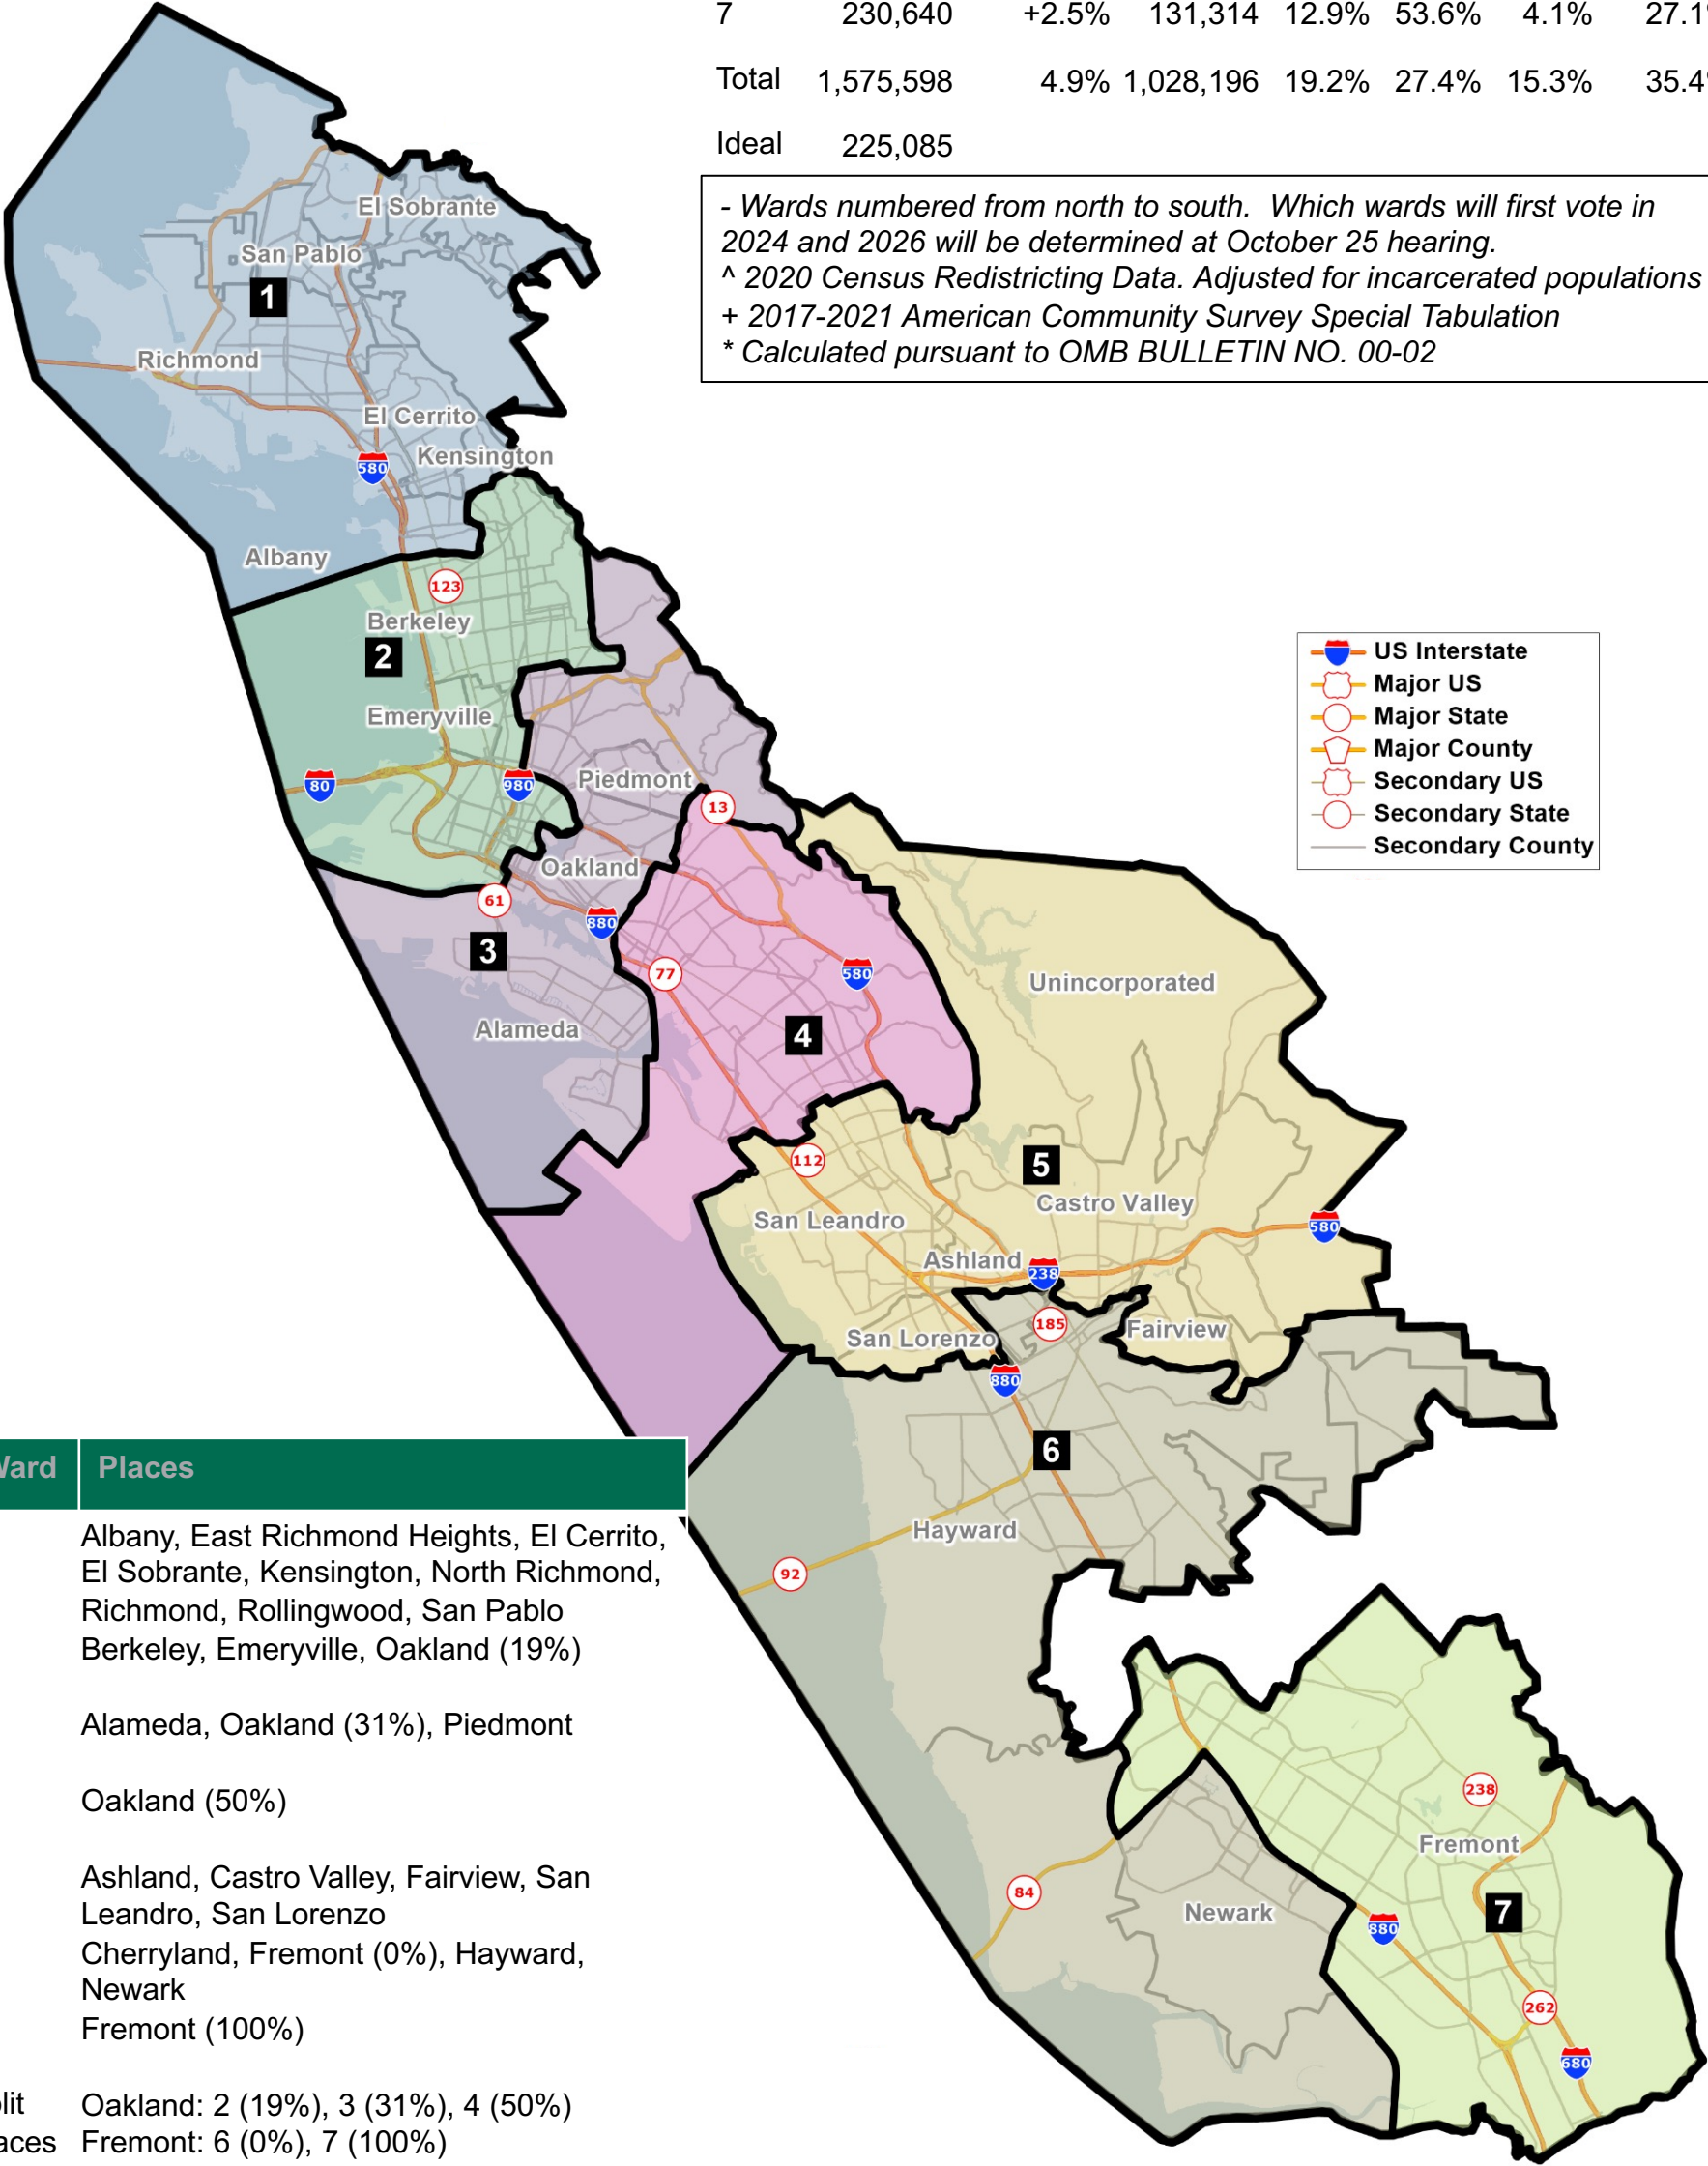 7 230,640 +2.5% 131,314 12.9% 53.6% 4.1% 27.1%
Total 1,575,598 4.9% 1,028,196 19.2% 27.4% 15.3% 35.4%
Ideal 225,085
- Wards numbered from north to south. Which wards will first vote in
2024 and 2026 will be determined at October 25 hearing.
^ 2020 Census Redistricting Data. Adjusted for incarcerated populations
+ 2017-2021 American Community Survey Special Tabulation
* Calculated pursuant to OMB BULLETIN NO. 00-02
El Sobrante
San Pablo
1
Richmond
El Cerrito
Kensington
580
Albany
123
Berkeley
2
Emeryville
80
980
Piedmont
13
Oakland
61
880
3
77
580
Alameda
4
Unincorporated
US Interstate
Major US
Major State
Major County
Secondary US
Secondary State
Secondary County
112
5
Castro Valley
San Leandro
580
Ashland
238
185
San Lorenzo
Fairview
880
6
Hayward
92
238
Fremont
84
Newark
7
880
262
680
Ward Places
Albany, East Richmond Heights, El Cerrito,
El Sobrante, Kensington, North Richmond,
Richmond, Rollingwood, San Pablo
Berkeley, Emeryville, Oakland (19%)
Alameda, Oakland (31%), Piedmont
Oakland (50%)
Ashland, Castro Valley, Fairview, San
Leandro, San Lorenzo
Cherryland, Fremont (0%), Hayward,
Newark
Fremont (100%)
lit Oakland: 2 (19%), 3 (31%), 4 (50%)
aces Fremont: 6 (0%), 7 (100%)